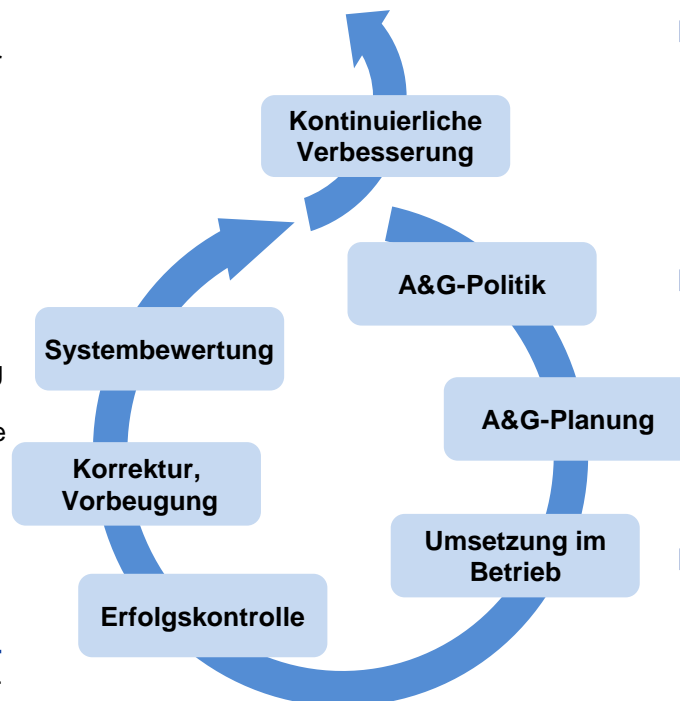 Kontinuierliche
Verbesserung
A&G-Politik
A&G-Planung
Umsetzung im
Betrieb
Erfolgskontrolle
Korrektur,
Vorbeugung
Systembewertung